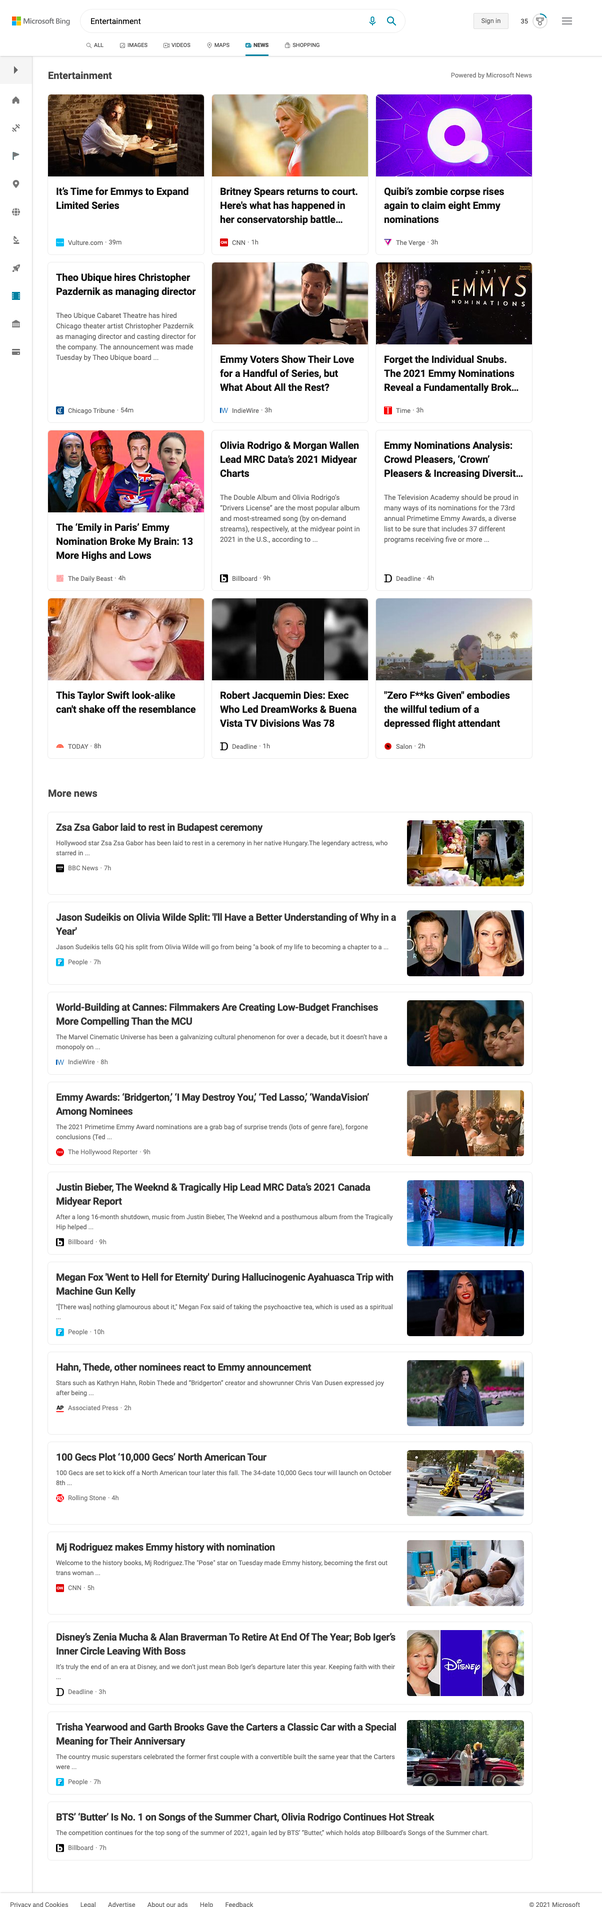 Microsoft Bing
Entertainment
Sign in
35
ALL
IMAGES
VIDEOS
MAPS
NEWS
SHOPPING
Entertainment
Powered by Microsoft News
It's Time for Emmys to Expand
Limited Series
Vulture.com · 39m
Britney Spears returns to court.
Here's what has happened in
her conservatorship battle...
CNN · 1h
Quibi's zombie corpse rises
again to claim eight Emmy
nominations
The Verge · 3h
Theo Ubique hires Christopher
Pazdernik as managing director
Theo Ubique Cabaret Theatre has hired
Chicago theater artist Christopher Pazdernik
as managing director and casting director for
the company. The announcement was made
Tuesday by Theo Ubique board ...
Chicago Tribune · 54m
Emmy Voters Show Their Love
for a Handful of Series, but
What About All the Rest?
IndieWire · 3h
2021
EMMYS
NOMINATIONS
Forget the Individual Snubs.
The 2021 Emmy Nominations
Reveal a Fundamentally Brok...
Time · 3h
The 'Emily in Paris' Emmy
Nomination Broke My Brain: 13
More Highs and Lows
The Daily Beast · 4h
Olivia Rodrigo & Morgan Wallen
Lead MRC Data's 2021 Midyear
Charts
The Double Album and Olivia Rodrigo's
"Drivers License" are the most popular album
and most-streamed song (by on-demand
streams), respectively, at the midyear point in
2021 in the U.S., according to ...
Billboard · 9h
Emmy Nominations Analysis:
Crowd Pleasers, 'Crown'
Pleasers & Increasing Diversit...
The Television Academy should be proud in
many ways of its nominations for the 73rd
annual Primetime Emmy Awards, a diverse
list to be sure that includes 37 different
programs receiving five or more ...
Deadline · 4h
This Taylor Swift look-alike
can't shake off the resemblance
TODAY · 8h
Robert Jacquemin Dies: Exec
Who Led DreamWorks & Buena
Vista TV Divisions Was 78
Deadline · 1h
"Zero F**ks Given" embodies
the willful tedium of a
depressed flight attendant
Salon · 2h
More news
Zsa Zsa Gabor laid to rest in Budapest ceremony
Hollywood star Zsa Zsa Gabor has been laid to rest in a ceremony in her native Hungary.The legendary actress, who
starred in ...
BBC News · 7h
Jason Sudeikis on Olivia Wilde Split: 'I'll Have a Better Understanding of Why in a
Year'
Jason Sudeikis tells GQ his split from Olivia Wilde will go from being "a book of my life to becoming a chapter to a ...
People · 7h
World-Building at Cannes: Filmmakers Are Creating Low-Budget Franchises
More Compelling Than the MCU
The Marvel Cinematic Universe has been a galvanizing cultural phenomenon for over a decade, but it doesn't have a
monopoly on ...
IndieWire · 8h
Emmy Awards: 'Bridgerton,' 'I May Destroy You,' 'Ted Lasso,' 'WandaVision'
Among Nominees
The 2021 Primetime Emmy Award nominations are a grab bag of surprise trends (lots of genre fare), forgone
conclusions (Ted ...
The Hollywood Reporter · 9h
Justin Bieber, The Weeknd & Tragically Hip Lead MRC Data's 2021 Canada
Midyear Report
After a long 16-month shutdown, music from Justin Bieber, The Weeknd and a posthumous album from the Tragically
Hip helped ...
Billboard · 9h
Megan Fox 'Went to Hell for Eternity' During Hallucinogenic Ayahuasca Trip with
Machine Gun Kelly
"[There was] nothing glamourous about it," Megan Fox said of taking the psychoactive tea, which is used as a spiritual
...
People · 10h
Hahn, Thede, other nominees react to Emmy announcement
Stars such as Kathryn Hahn, Robin Thede and "Bridgerton" creator and showrunner Chris Van Dusen expressed joy
after being ...
Associated Press · 2h
100 Gecs Plot '10,000 Gecs' North American Tour
100 Gecs are set to kick off a North American tour later this fall. The 34-date 10,000 Gecs tour will launch on October
8th ...
Rolling Stone · 4h
Mj Rodriguez makes Emmy history with nomination
Welcome to the history books, Mj Rodriguez.The "Pose" star on Tuesday made Emmy history, becoming the first out
trans woman ...
CNN · 5h
Disney's Zenia Mucha & Alan Braverman To Retire At End Of The Year; Bob Iger's
Inner Circle Leaving With Boss
It's truly the end of an era at Disney, and we don't just mean Bob Iger's departure later this year. Keeping faith with their
...
Deadline · 3h
Disney
Trisha Yearwood and Garth Brooks Gave the Carters a Classic Car with a Special
Meaning for Their Anniversary
The country music superstars celebrated the former first couple with a convertible built the same year that the Carters
were ...
People · 7h
BTS' 'Butter' Is No. 1 on Songs of the Summer Chart, Olivia Rodrigo Continues Hot Streak
The competition continues for the top song of the summer of 2021, again led by BTS' "Butter," which holds atop Billboard's Songs of the Summer chart.
Billboard · 7h
Privacy and Cookies
Legal
Advertise
About our ads
Help
Feedback
© 2021 Microsoft